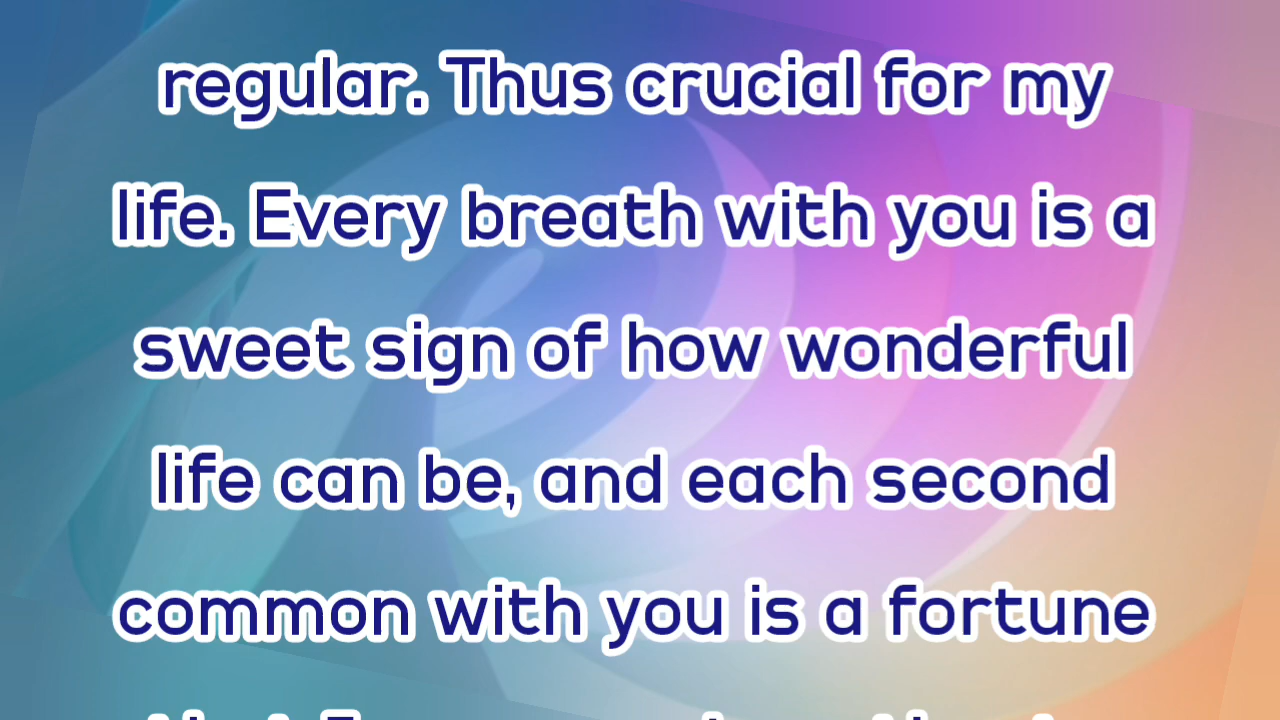 regular. Thus crucial for my
life. Every breath with you is a
sweet sign of how wonderful
life can be, and each second
common with you is a fortune